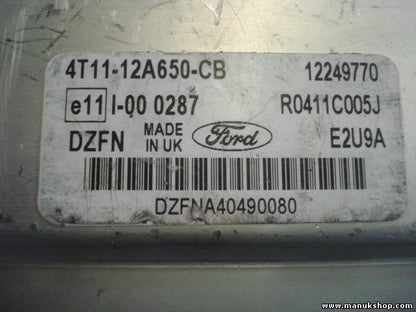 4T11-12A650-CB 12249770
e11 I-00 0287 R0411C005J
DZFN MADE IN UK Ford E2U9A
DZFNA40490080
www.manukshop.com